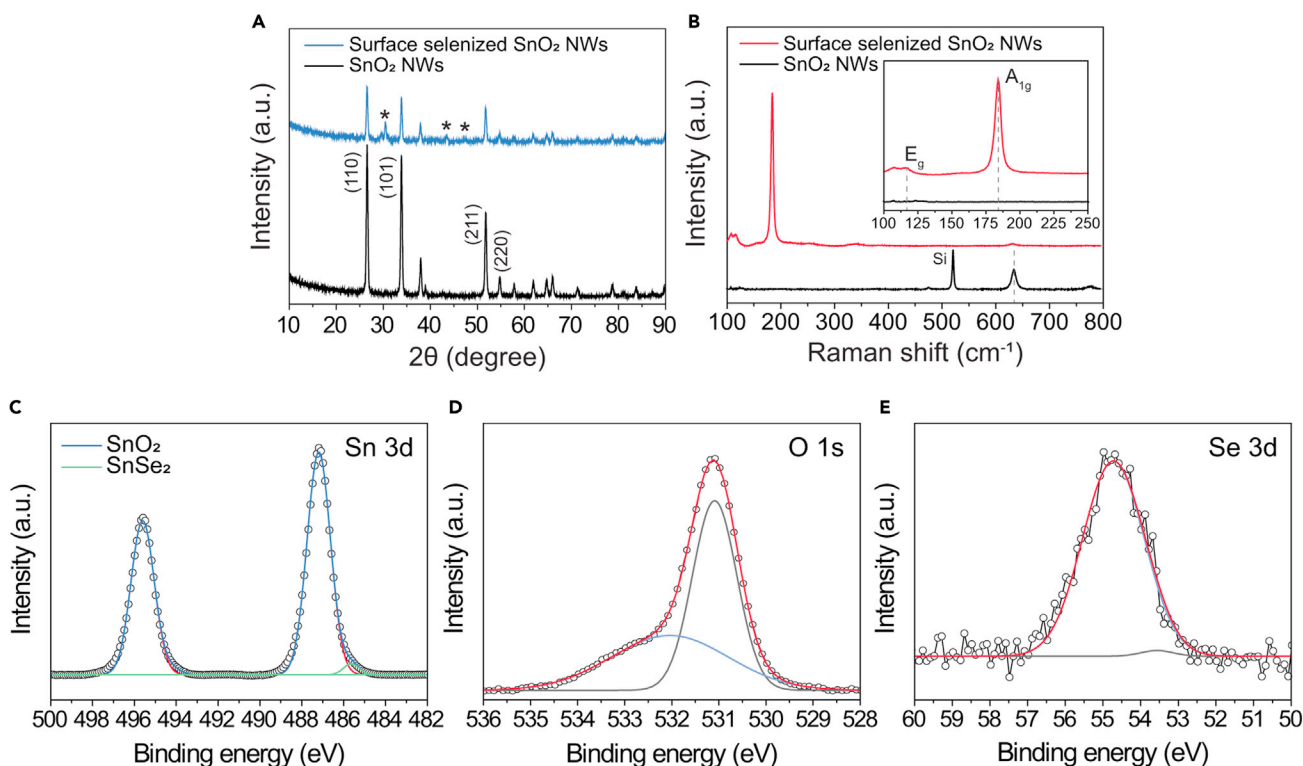 A
Surface selenized SnO₂ NWs
SnO₂ NWs
* * *
(110)
(101)
(211)
(220)
Intensity (a.u.)
10 20 30 40 50 60 70 80 90
2θ (degree)
B
Surface selenized SnO₂ NWs
SnO₂ NWs
A1g
Eg
100 125 150 175 200 225 250
Si
Intensity (a.u.)
100 200 300 400 500 600 700 800
Raman shift (cm⁻¹)
C
SnO₂
SnSe₂
Sn 3d
Intensity (a.u.)
500 498 496 494 492 490 488 486 484 482
Binding energy (eV)
D
O 1s
Intensity (a.u.)
536 535 534 533 532 531 530 529 528
Binding energy (eV)
E
Se 3d
Intensity (a.u.)
60 59 58 57 56 55 54 53 52 51 50
Binding energy (eV)